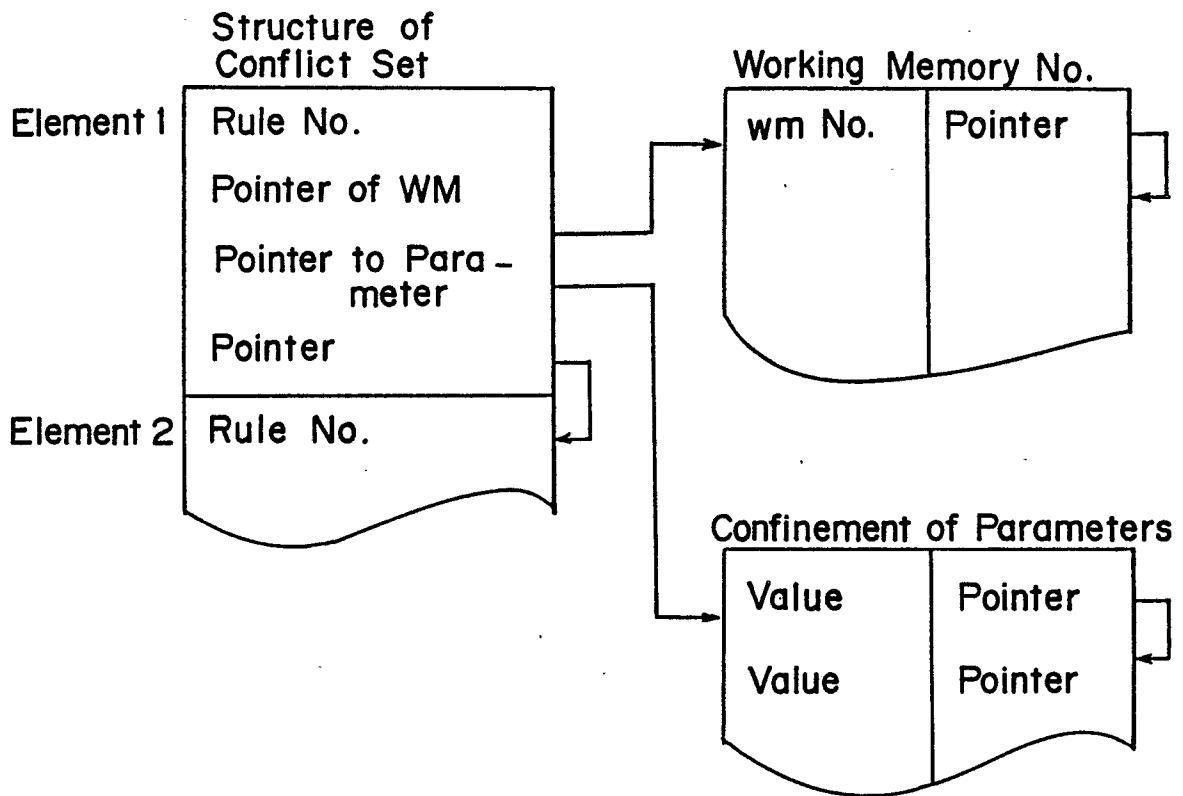 Structure of
Conflict Set
Element 1
Rule No.
Pointer of WM
Pointer to Para-
meter
Pointer
Element 2
Rule No.
Working Memory No.
wm No.
Pointer
Confinement of Parameters
Value
Pointer
Value
Pointer